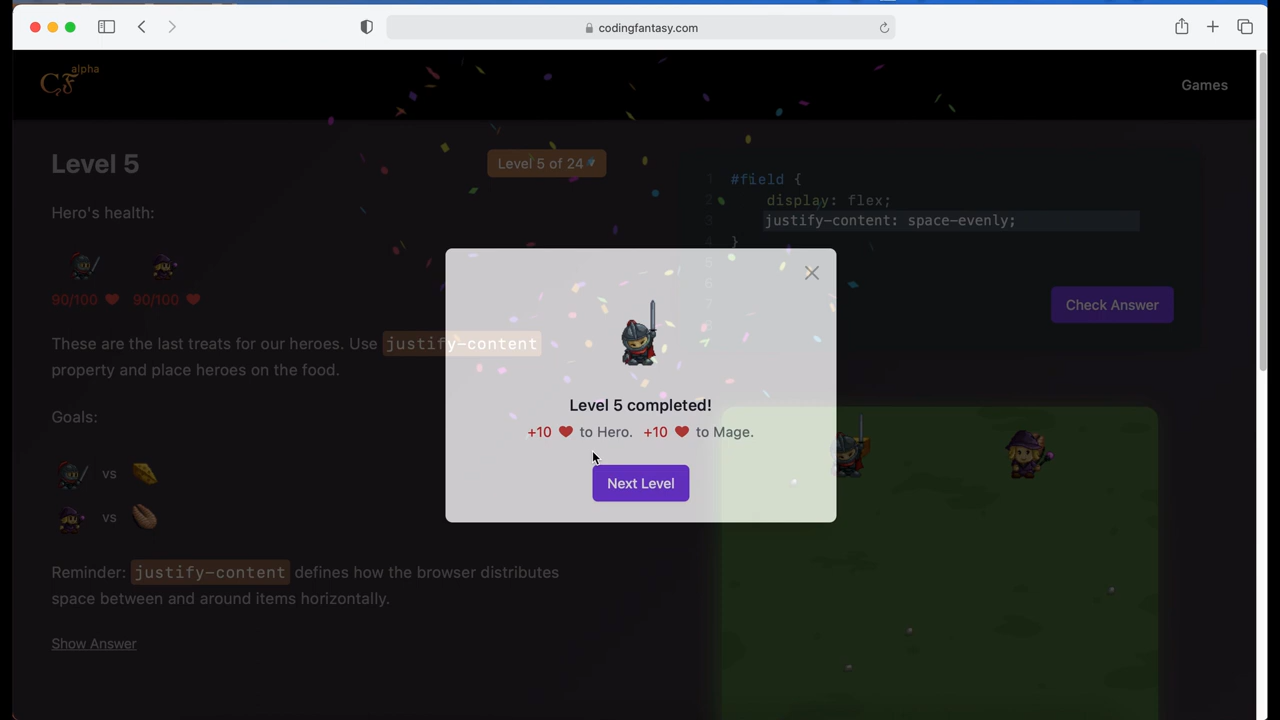 codingfantasy.com
CF alpha
Games
Level 5
Level 5 of 24
Hero's health:
90/100 90/100
These are the last treats for our heroes. Use justify-content
property and place heroes on the food.
Goals:
vs
vs
Reminder: justify-content defines how the browser distributes
space between and around items horizontally.
Show Answer
1 #field {
2 display: flex;
3 justify-content: space-evenly;
4 }
5
6
7
Check Answer
Level 5 completed!
+10 to Hero. +10 to Mage.
Next Level